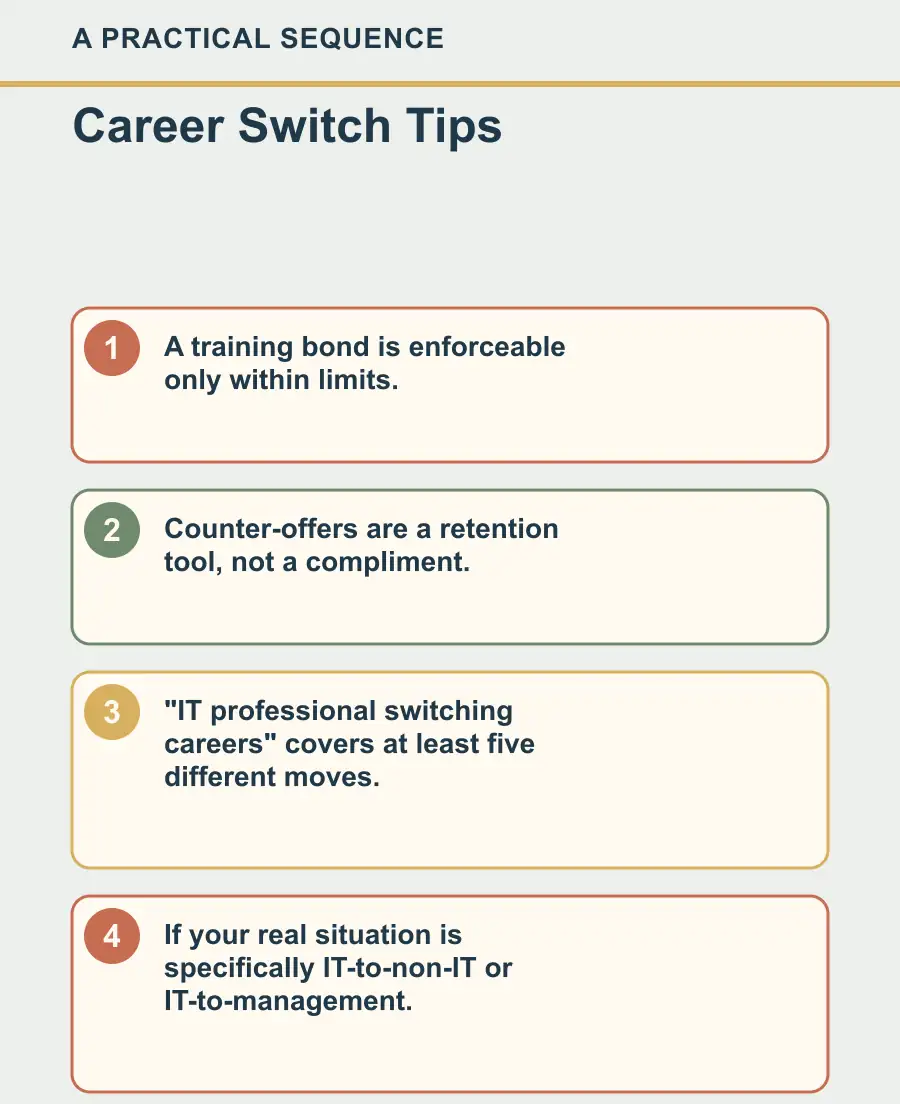 A PRACTICAL SEQUENCE
Career Switch Tips
1
A training bond is enforceable
only within limits.
2
Counter-offers are a retention
tool, not a compliment.
3
"IT professional switching
careers" covers at least five
different moves.
4
If your real situation is
specifically IT-to-non-IT or
IT-to-management.